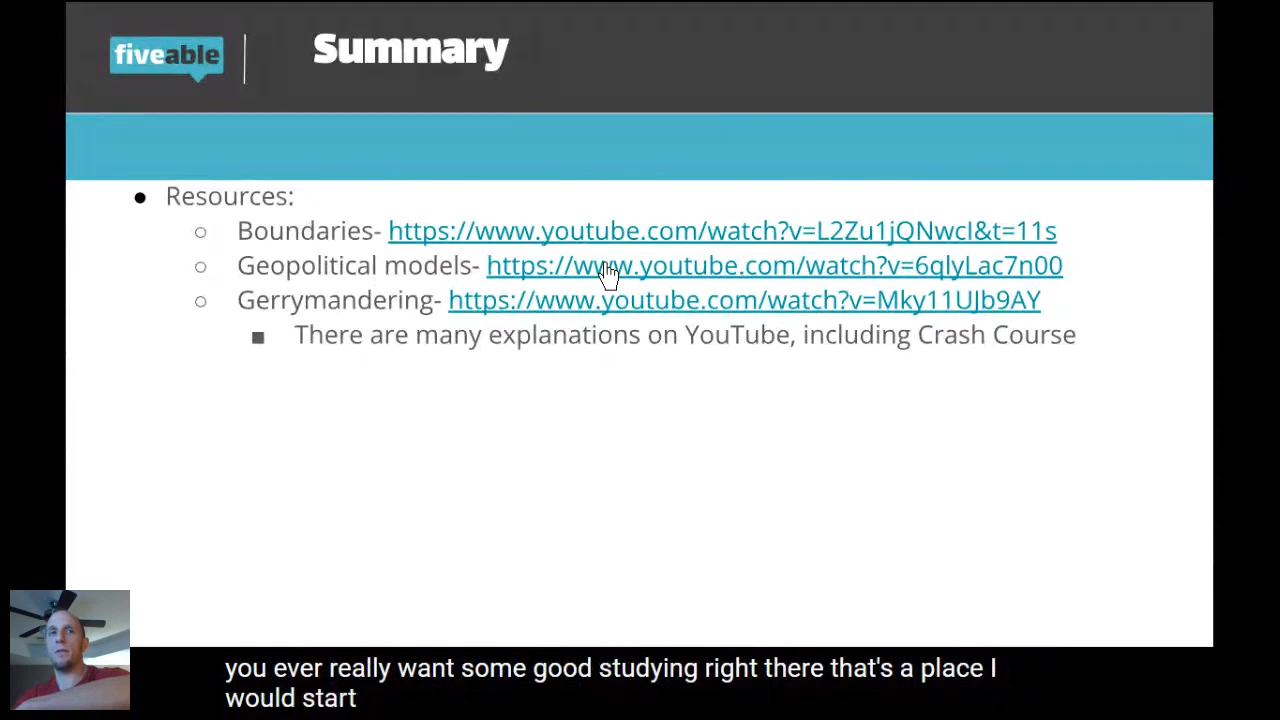 fiveable
Summary
Resources:
Boundaries- https://www.youtube.com/watch?v=L2Zu1jQNwcI&t=11s
Geopolitical models- https://www.youtube.com/watch?v=6qlyLac7n00
Gerrymandering- https://www.youtube.com/watch?v=Mky11UJb9AY
There are many explanations on YouTube, including Crash Course
you ever really want some good studying right there that's a place I
would start